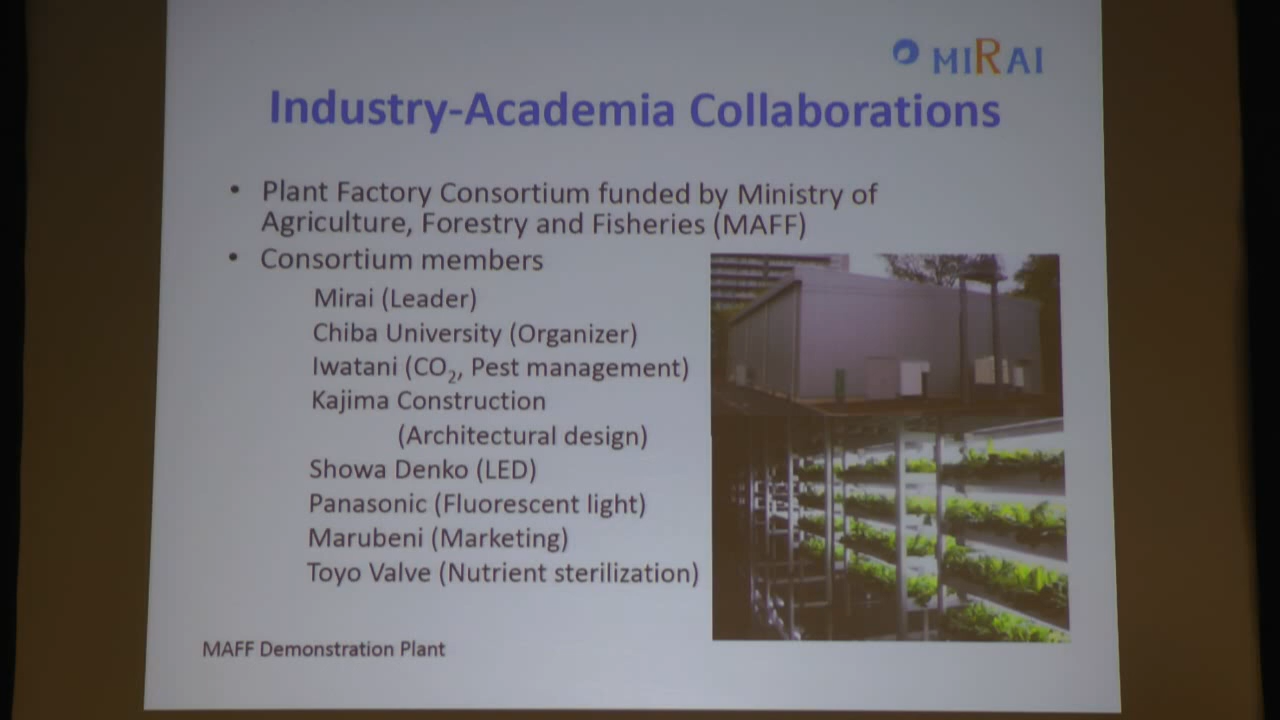 MIRAI
Industry-Academia Collaborations
• Plant Factory Consortium funded by Ministry of
Agriculture, Forestry and Fisheries (MAFF)
• Consortium members
Mirai (Leader)
Chiba University (Organizer)
Iwatani (CO₂, Pest management)
Kajima Construction
(Architectural design)
Showa Denko (LED)
Panasonic (Fluorescent light)
Marubeni (Marketing)
Toyo Valve (Nutrient sterilization)
MAFF Demonstration Plant